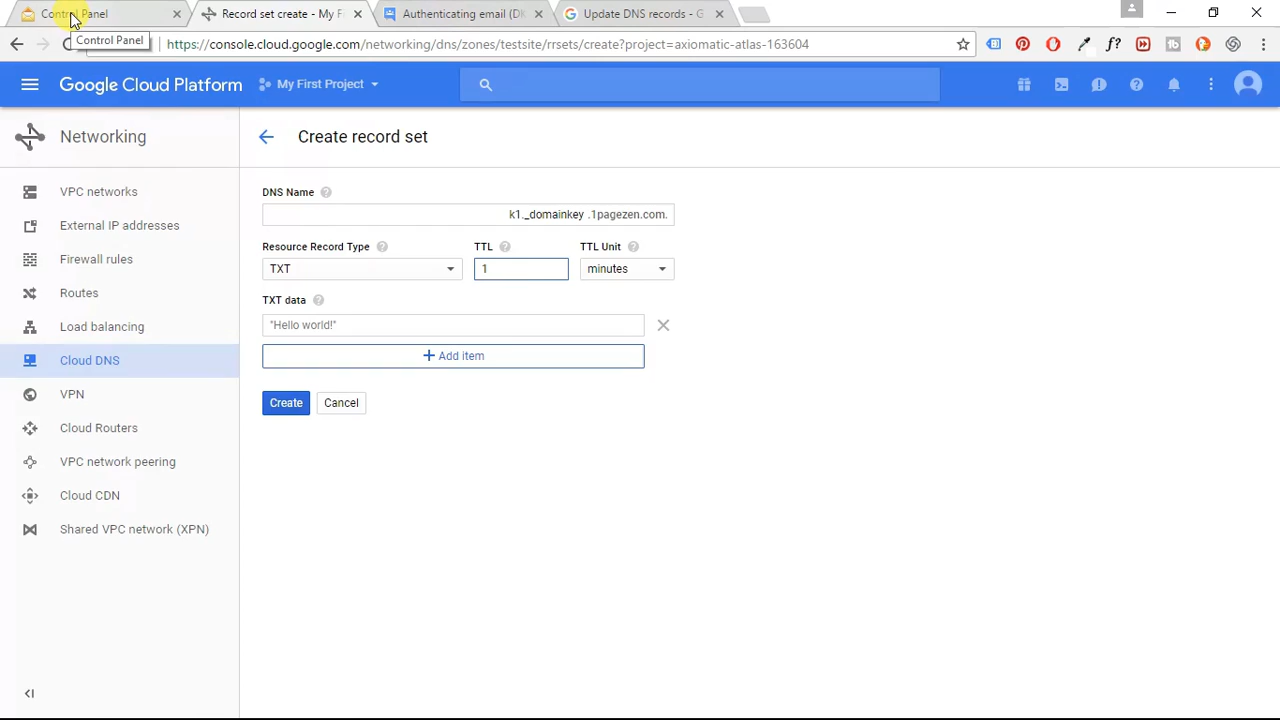 Control Panel
Record set create - My F
Authenticating email (Dk
Update DNS records - G
Control Panel
https://console.cloud.google.com/networking/dns/zones/testsite/rrsets/create?project=axiomatic-atlas-163604
Google Cloud Platform
My First Project
Networking
Create record set
VPC networks
External IP addresses
Firewall rules
Routes
Load balancing
Cloud DNS
VPN
Cloud Routers
VPC network peering
Cloud CDN
Shared VPC network (XPN)
DNS Name
k1._domainkey .1pagezen.com.
Resource Record Type
TTL
TTL Unit
TXT
1
minutes
TXT data
"Hello world!"
+ Add item
Create
Cancel